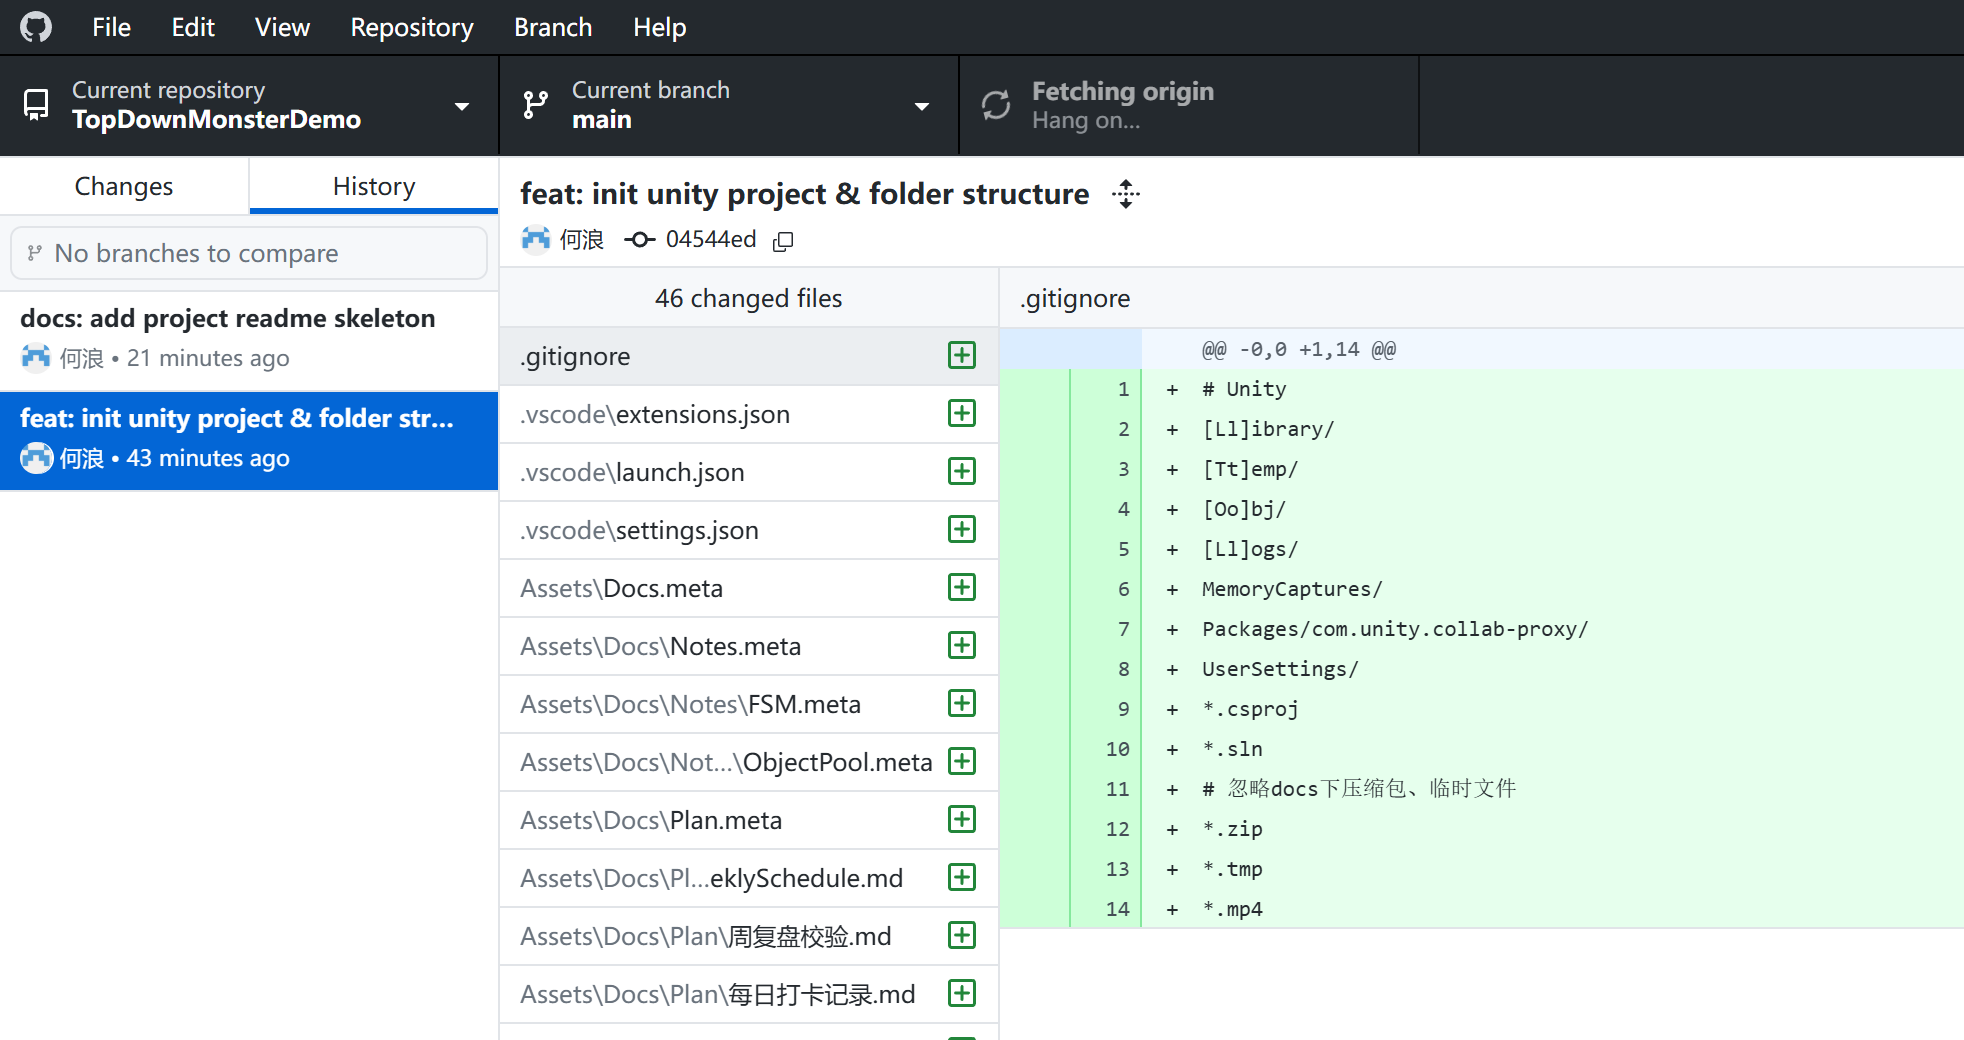 File Edit View Repository Branch Help
Current repository
TopDownMonsterDemo
Current branch
main
Fetching origin
Hang on...
Changes
History
No branches to compare
docs: add project readme skeleton
何浪 • 21 minutes ago
feat: init unity project & folder str...
何浪 • 43 minutes ago
feat: init unity project & folder structure
何浪 04544ed
46 changed files
.gitignore
.vscode\extensions.json
.vscode\launch.json
.vscode\settings.json
Assets\Docs.meta
Assets\Docs\Notes.meta
Assets\Docs\Notes\FSM.meta
Assets\Docs\Not...\ObjectPool.meta
Assets\Docs\Plan.meta
Assets\Docs\Pl...eklySchedule.md
Assets\Docs\Plan\周复盘校验.md
Assets\Docs\Plan\每日打卡记录.md
.gitignore
@@ -0,0 +1,14 @@
1 + # Unity
2 + [Ll]ibrary/
3 + [Tt]emp/
4 + [Oo]bj/
5 + [Ll]ogs/
6 + MemoryCaptures/
7 + Packages/com.unity.collab-proxy/
8 + UserSettings/
9 + *.csproj
10 + *.sln
11 + # 忽略docs下压缩包、临时文件
12 + *.zip
13 + *.tmp
14 + *.mp4